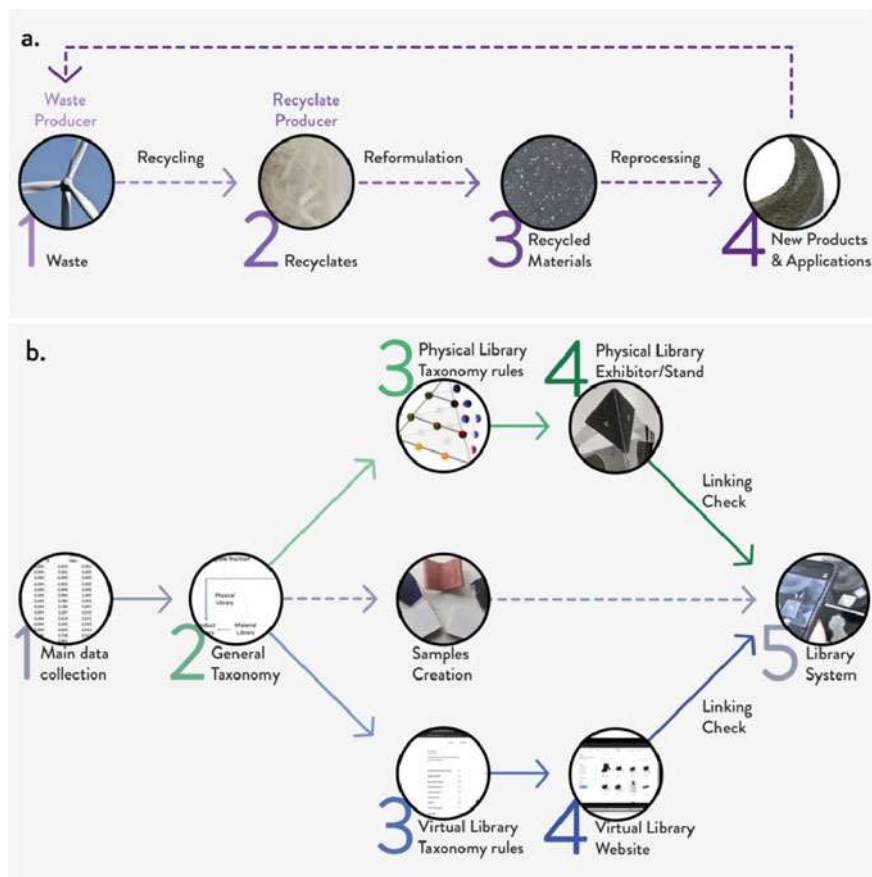 a.
Waste
Producer
Recyclate
Producer
Recycling
Reformulation
Reprocessing
1
Waste
2
Recyclates
3
Recycled
Materials
4
New Products
& Applications
b.
3
Physical Library
Taxonomy rules
4
Physical Library
Exhibitor/Stand
Linking
Check
Physical
Library
Material
Library
1
Main data
collection
2
General
Taxonomy
Samples
Creation
5
Library
System
Linking
Check
3
Virtual Library
Taxonomy rules
4
Virtual Library
Website